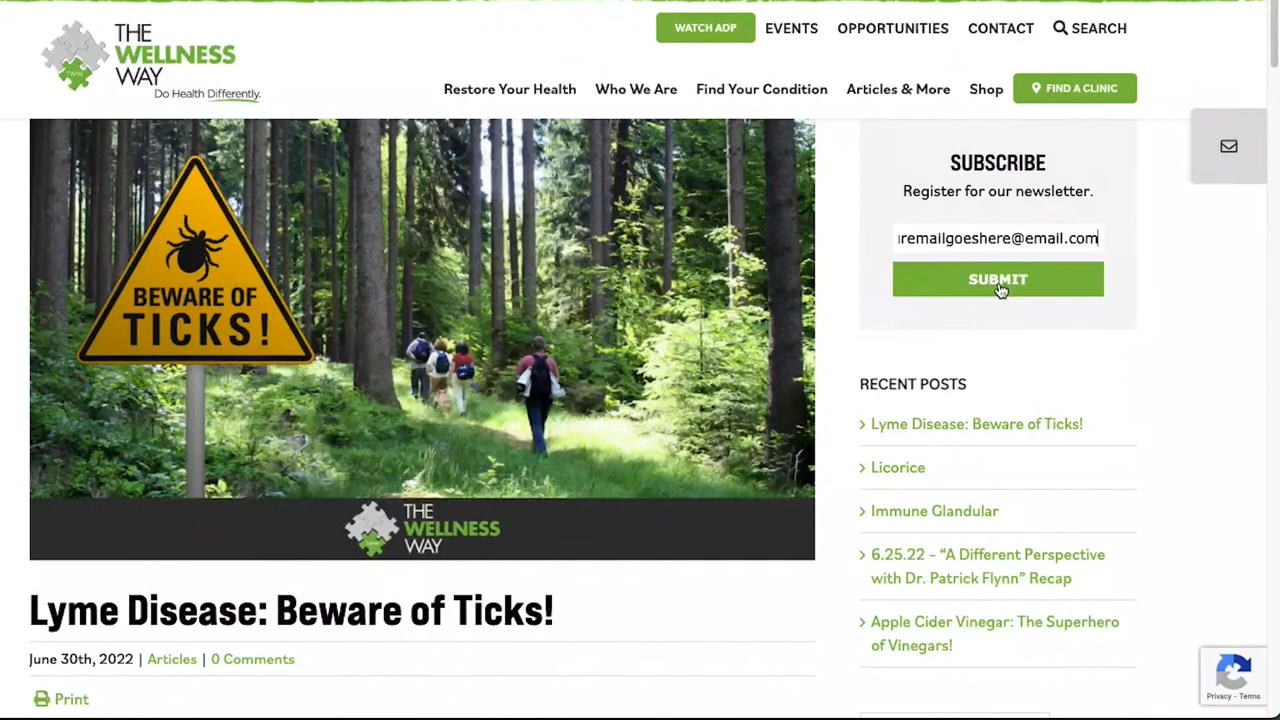 THE
WELLNESS
WAY
Do Health Differently.
WATCH ADP
EVENTS
OPPORTUNITIES
CONTACT
SEARCH
Restore Your Health
Who We Are
Find Your Condition
Articles & More
Shop
FIND A CLINIC
BEWARE OF
TICKS!
THE
WELLNESS
WAY
Lyme Disease: Beware of Ticks!
June 30th, 2022 | Articles | 0 Comments
Print
SUBSCRIBE
Register for our newsletter.
remailgoeshere@email.com
SUBMIT
RECENT POSTS
Lyme Disease: Beware of Ticks!
Licorice
Immune Glandular
6.25.22 – “A Different Perspective
with Dr. Patrick Flynn” Recap
Apple Cider Vinegar: The Superhero
of Vinegars!
Privacy - Terms